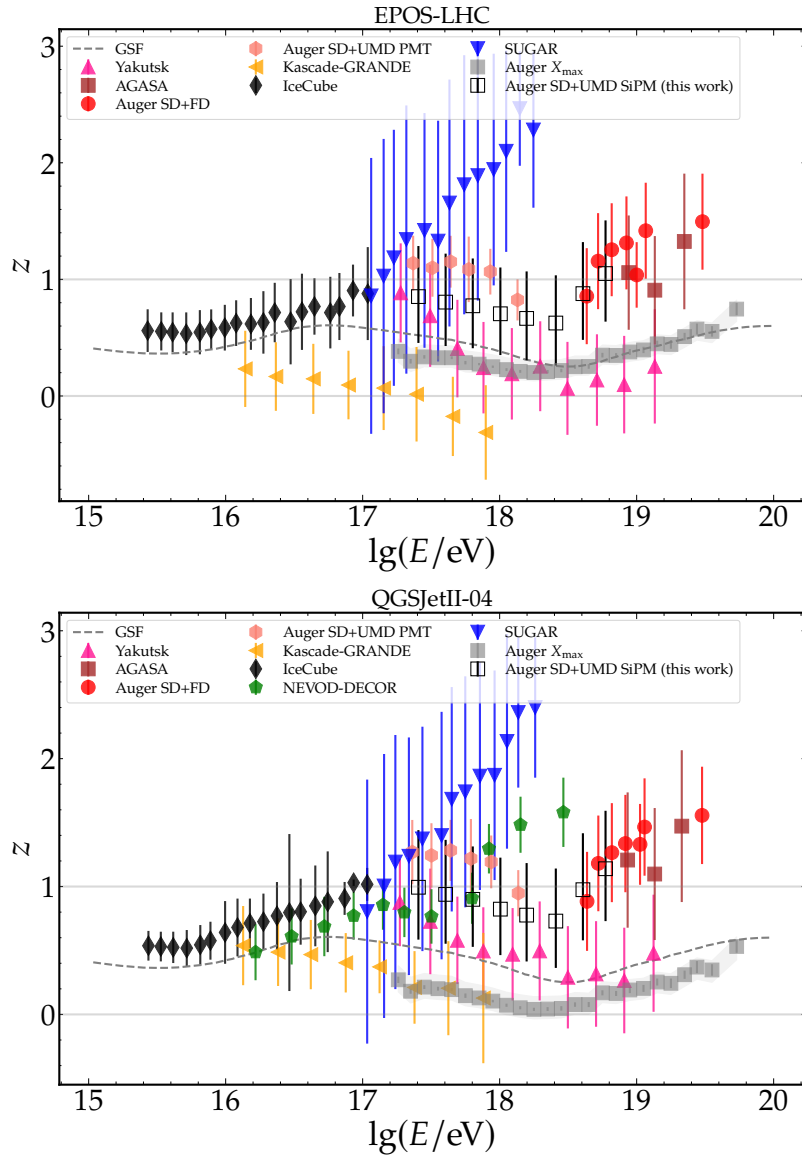 EPOS-LHC
GSF
Yakutsk
AGASA
Auger SD+FD
Auger SD+UMD PMT
Kascade-GRANDE
IceCube
SUGAR
Auger Xmax
Auger SD+UMD SiPM (this work)
3
2
1
0
z
15 16 17 18 19 20
lg(E/eV)
QGSJetII-04
GSF
Yakutsk
AGASA
Auger SD+FD
Auger SD+UMD PMT
Kascade-GRANDE
IceCube
NEVOD-DECOR
SUGAR
Auger Xmax
Auger SD+UMD SiPM (this work)
3
2
1
0
z
15 16 17 18 19 20
lg(E/eV)